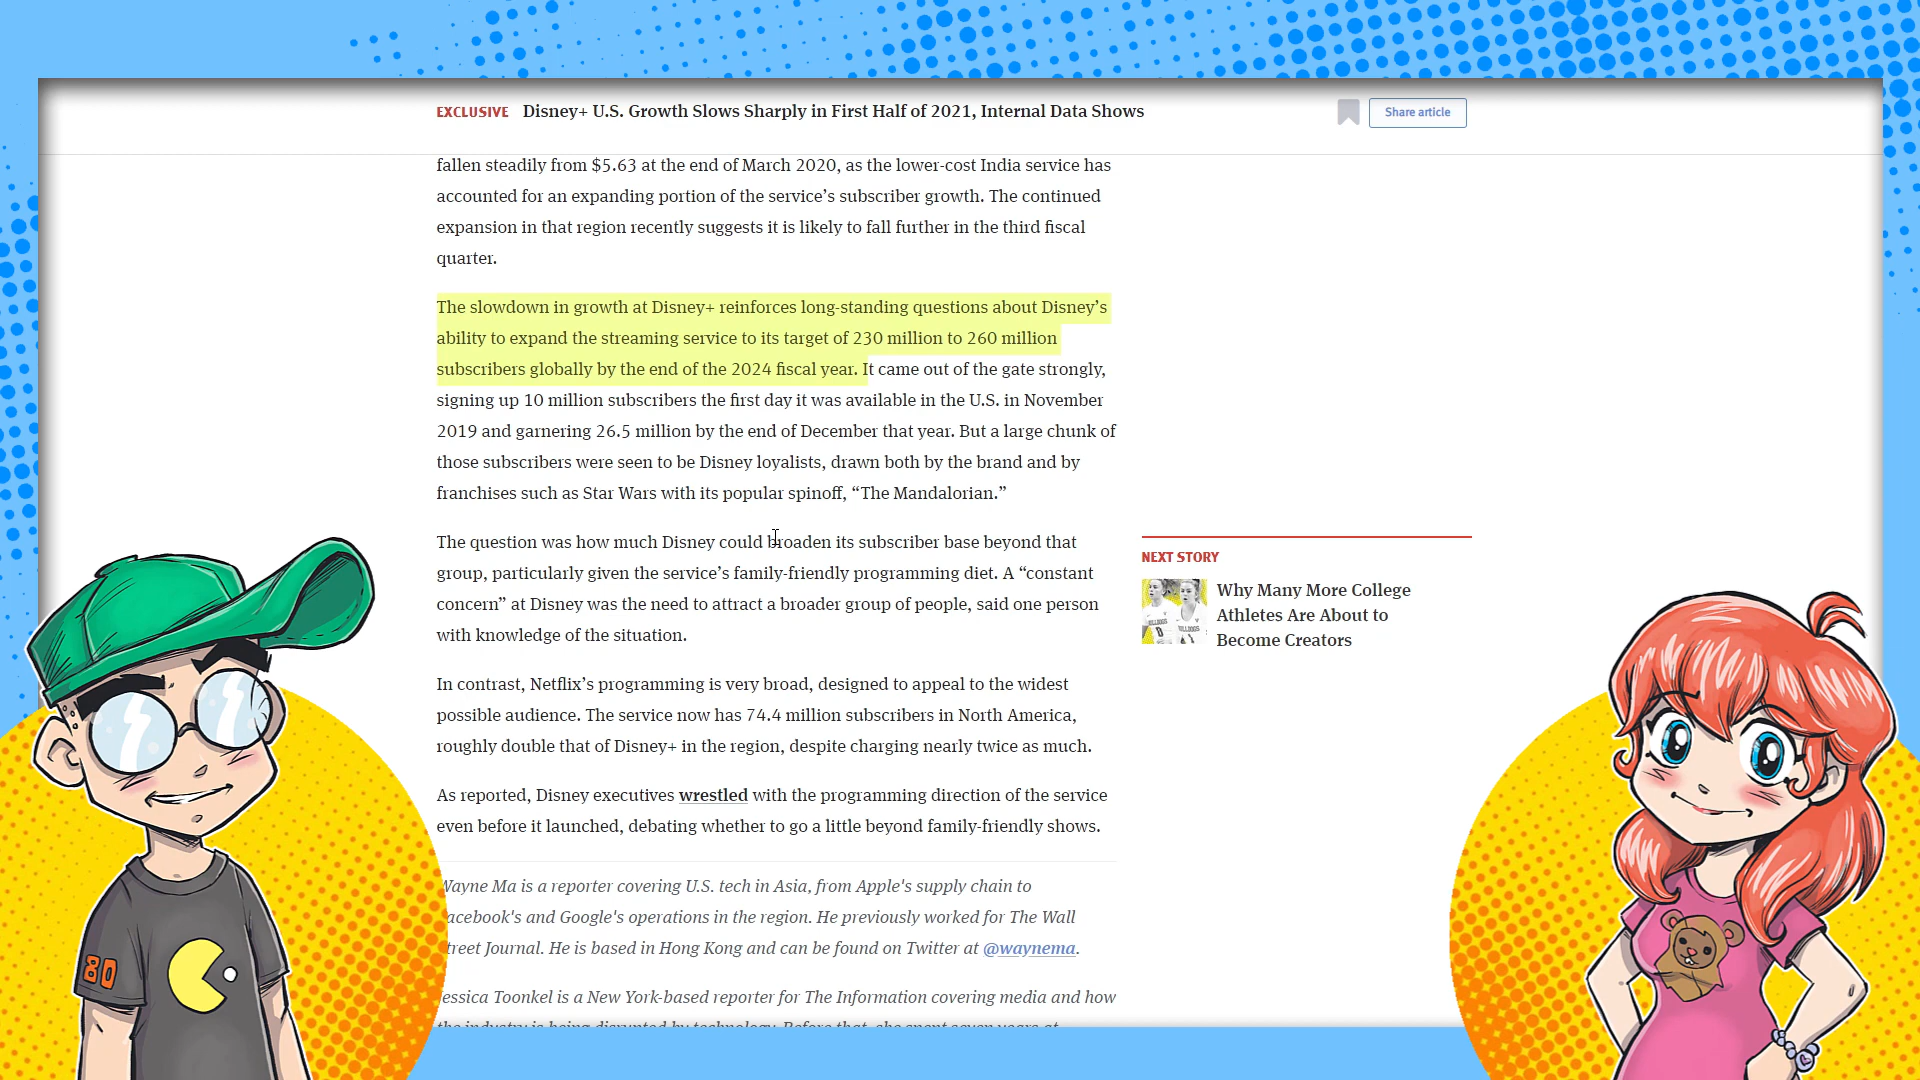 EXCLUSIVE Disney+ U.S. Growth Slows Sharply in First Half of 2021, Internal Data Shows
Share article
fallen steadily from $5.63 at the end of March 2020, as the lower-cost India service has
accounted for an expanding portion of the service’s subscriber growth. The continued
expansion in that region recently suggests it is likely to fall further in the third fiscal
quarter.
The slowdown in growth at Disney+ reinforces long-standing questions about Disney’s
ability to expand the streaming service to its target of 230 million to 260 million
subscribers globally by the end of the 2024 fiscal year. It came out of the gate strongly,
signing up 10 million subscribers the first day it was available in the U.S. in November
2019 and garnering 26.5 million by the end of December that year. But a large chunk of
those subscribers were seen to be Disney loyalists, drawn both by the brand and by
franchises such as Star Wars with its popular spinoff, “The Mandalorian.”
The question was how much Disney could broaden its subscriber base beyond that
group, particularly given the service’s family-friendly programming diet. A “constant
concern” at Disney was the need to attract a broader group of people, said one person
with knowledge of the situation.
In contrast, Netflix’s programming is very broad, designed to appeal to the widest
possible audience. The service now has 74.4 million subscribers in North America,
roughly double that of Disney+ in the region, despite charging nearly twice as much.
As reported, Disney executives wrestled with the programming direction of the service
even before it launched, debating whether to go a little beyond family-friendly shows.
Wayne Ma is a reporter covering U.S. tech in Asia, from Apple's supply chain to
acebook's and Google's operations in the region. He previously worked for The Wall
treet Journal. He is based in Hong Kong and can be found on Twitter at @waynema.
essica Toonkel is a New York-based reporter for The Information covering media and how
the industry is being disrupted by technology. Before that, she spent seven years at
NEXT STORY
Why Many More College
Athletes Are About to
Become Creators
80